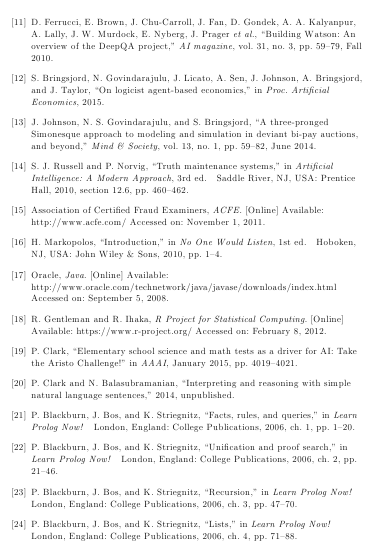 [11] D. Ferrucci, E. Brown, J. Chu-Carroll, J. Fan, D. Gondek, A. A. Kalyanpur,
A. Lally, J. W. Murdock, E. Nyberg, J. Prager et al., “Building Watson: An
overview of the DeepQA project,” AI magazine, vol. 31, no. 3, pp. 59–79, Fall
2010.
[12] S. Bringsjord, N. Govindarajulu, J. Licato, A. Sen, J. Johnson, A. Bringsjord,
and J. Taylor, “On logicist agent-based economics,” in Proc. Artificial
Economics, 2015.
[13] J. Johnson, N. S. Govindarajulu, and S. Bringsjord, “A three-pronged
Simonesque approach to modeling and simulation in deviant bi-pay auctions,
and beyond,” Mind & Society, vol. 13, no. 1, pp. 59–82, June 2014.
[14] S. J. Russell and P. Norvig, “Truth maintenance systems,” in Artificial
Intelligence: A Modern Approach, 3rd ed. Saddle River, NJ, USA: Prentice
Hall, 2010, section 12.6, pp. 460–462.
[15] Association of Certified Fraud Examiners, ACFE. [Online] Available:
http://www.acfe.com/ Accessed on: November 1, 2011.
[16] H. Markopolos, “Introduction,” in No One Would Listen, 1st ed. Hoboken,
NJ, USA: John Wiley & Sons, 2010, pp. 1–4.
[17] Oracle, Java. [Online] Available:
http://www.oracle.com/technetwork/java/javase/downloads/index.html
Accessed on: September 5, 2008.
[18] R. Gentleman and R. Ihaka, R Project for Statistical Computing. [Online]
Available: https://www.r-project.org/ Accessed on: February 8, 2012.
[19] P. Clark, “Elementary school science and math tests as a driver for AI: Take
the Aristo Challenge!” in AAAI, January 2015, pp. 4019–4021.
[20] P. Clark and N. Balasubramanian, “Interpreting and reasoning with simple
natural language sentences,” 2014, unpublished.
[21] P. Blackburn, J. Bos, and K. Striegnitz, “Facts, rules, and queries,” in Learn
Prolog Now! London, England: College Publications, 2006, ch. 1, pp. 1–20.
[22] P. Blackburn, J. Bos, and K. Striegnitz, “Unification and proof search,” in
Learn Prolog Now! London, England: College Publications, 2006, ch. 2, pp.
21–46.
[23] P. Blackburn, J. Bos, and K. Striegnitz, “Recursion,” in Learn Prolog Now!
London, England: College Publications, 2006, ch. 3, pp. 47–70.
[24] P. Blackburn, J. Bos, and K. Striegnitz, “Lists,” in Learn Prolog Now!
London, England: College Publications, 2006, ch. 4, pp. 71–88.